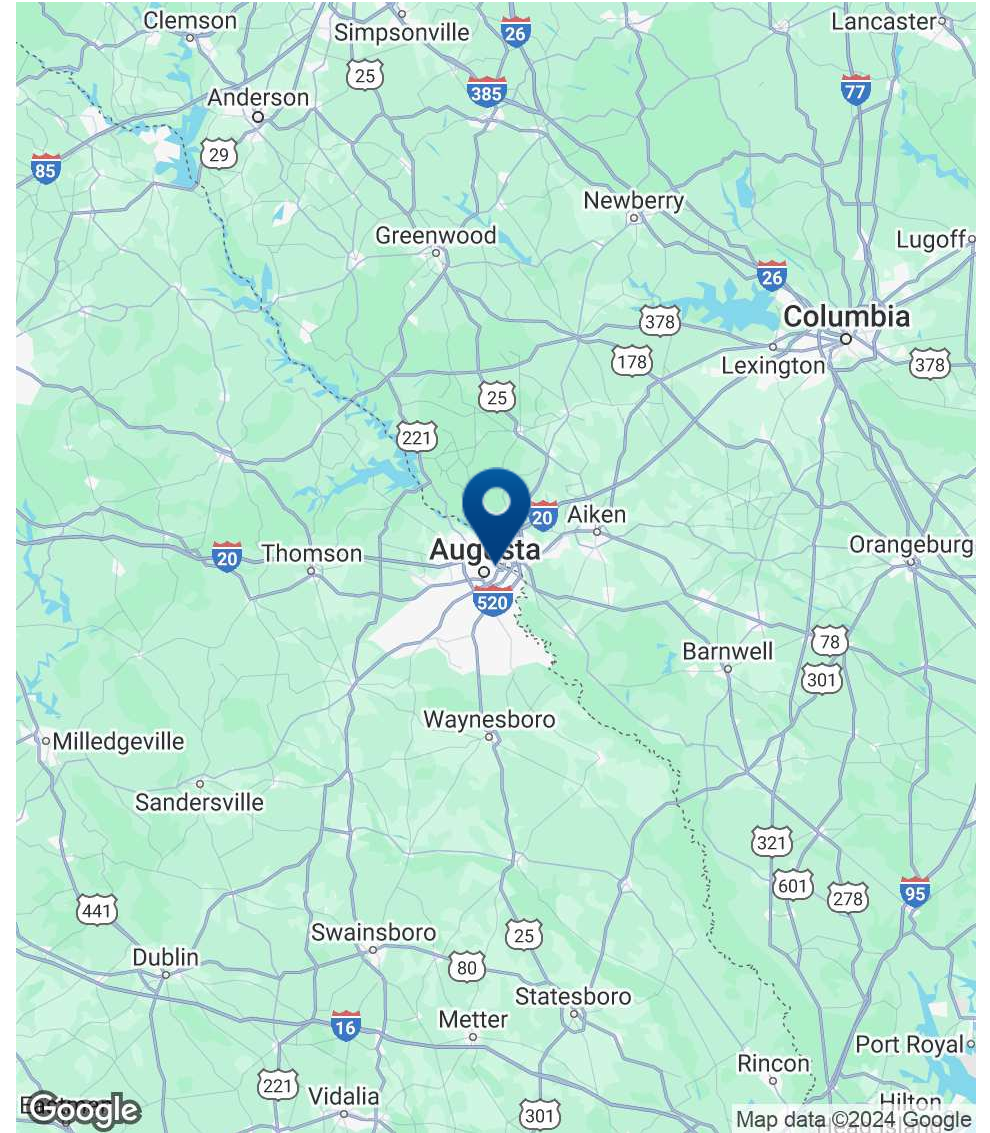 Clemson
Simpsonville
26
Lancaster
25
385
77
Anderson
29
85
Newberry
Greenwood
Lugoff
26
378
Columbia
178
Lexington
378
25
221
20
Aiken
20
Thomson
Augusta
Orangeburg
520
78
Barnwell
301
Waynesboro
Milledgeville
Sandersville
321
601
278
95
441
Swainsboro
25
Dublin
80
Statesboro
16
Metter
Port Royal
Rincon
221
Vidalia
Google
301
Hilton
Head Island
Map data ©2024 Google